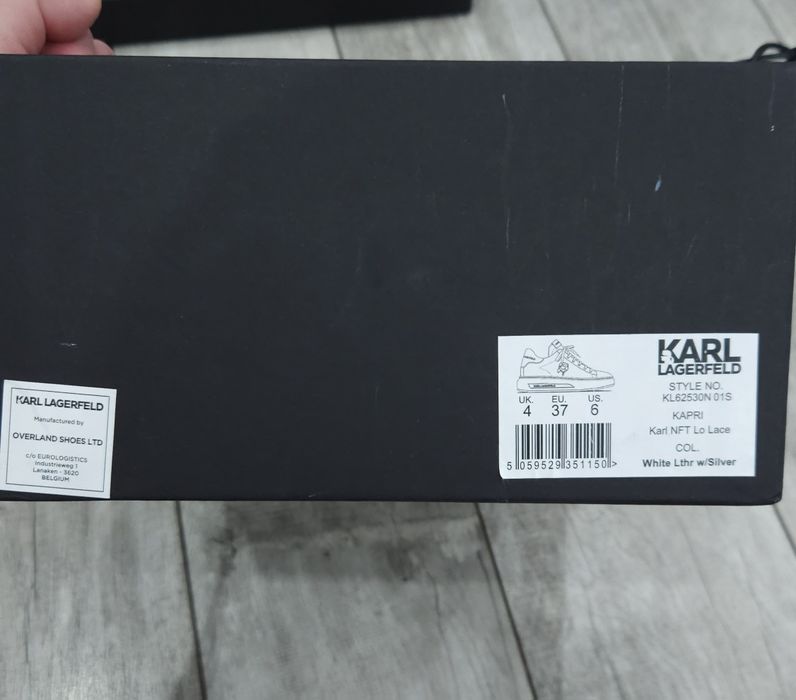 KARL LAGERFELD
Manufactured by
OVERLAND SHOES LTD
c/o EUROLOGISTICS
Industrieweg 1
Lanaken - 3620
BELGIUM
KARL
LAGERFELD
STYLE NO.
KL62530N 01S
KAPRI
Karl NFT Lo Lace
COL.
White Lthr w/Silver
UK. EU. US.
4 37 6
5 059529 351150 >